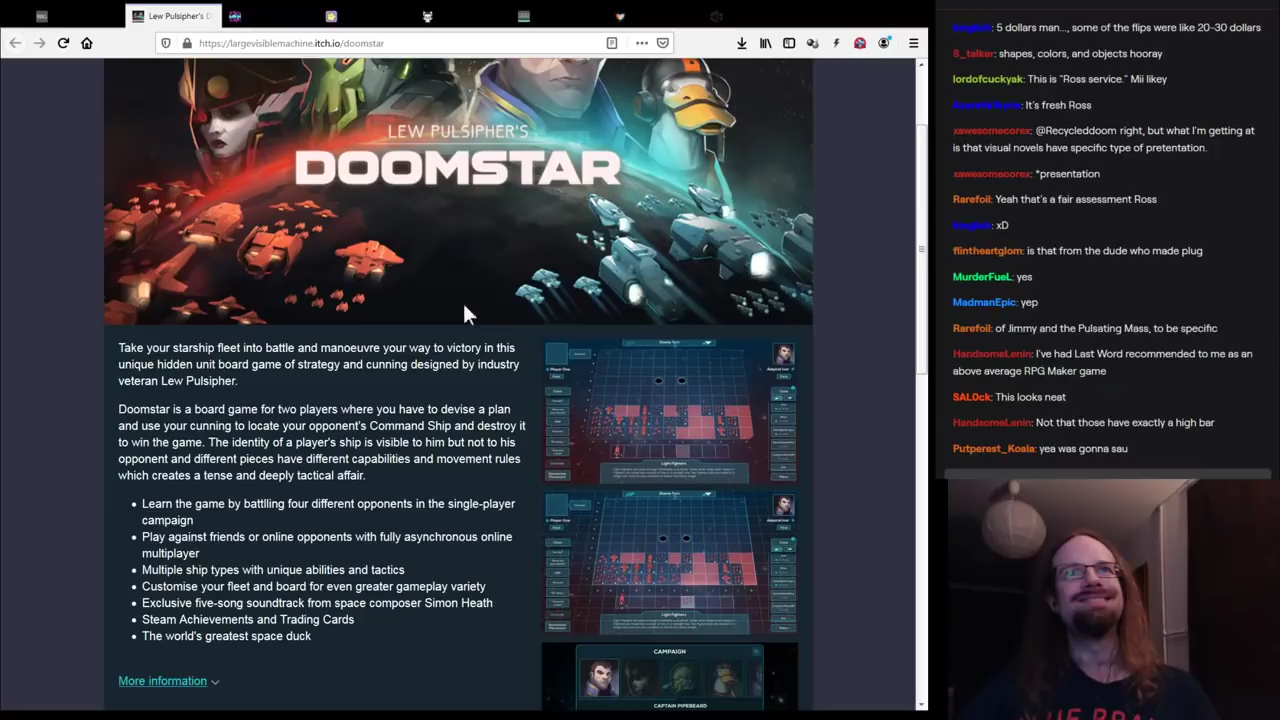 Lew Pulsipher's D
https://largevisiblemachine.itch.io/doomstar
LEW PULSIPHER'S
DOOMSTAR
Take your starship fleet into battle and manoeuvre your way to victory in this
unique hidden unit board game of strategy and cunning designed by industry
veteran Lew Pulsipher.
Doomstar is a board game for two players where you have to devise a plan
and use your cunning to locate your opponent's Command Ship and destroy it
to win the game. The identity of a player's ship is visible to him but not to his
opponent and different pieces have different capabilities and movement rules
which creates a tense and deeply tactical game.
Learn the game by battling four different opponents in the single-player
campaign
Play against friends or online opponents with fully asynchronous online
multiplayer
Multiple ship types with unique abilities and tactics
Customise your fleet and board for even greater gameplay variety
Exclusive five-song soundtrack from space composer Simon Heath
Steam Achievements and Trading Cards
The world's greatest space duck
More information
Light Fighters
Light Fighters
CAMPAIGN
CAPTAIN PIPEBEARD
5 dollars man..., some of the flips were like 20-30 dollars
S_talker: shapes, colors, and objects hooray
lordofcuckyak: This is "Ross service." Mii likey
It's fresh Ross
xawesomecorex: @Recycleddoom right, but what I'm getting at
is that visual novels have specific type of pretentation.
xawesomecorex: *presentation
Rarefoil: Yeah that's a fair assessment Ross
xD
flintheartglom: is that from the dude who made plug
MurderFueL: yes
MadmanEpic: yep
Rarefoil: of Jimmy and the Pulsating Mass, to be specific
HandsomeLenin: I've had Last Word recommended to me as an
above average RPG Maker game
SAL0ck: This looks neat
HandsomeLenin: Not that those have exactly a high bar
Putperest_Koala: yea was gonna sau